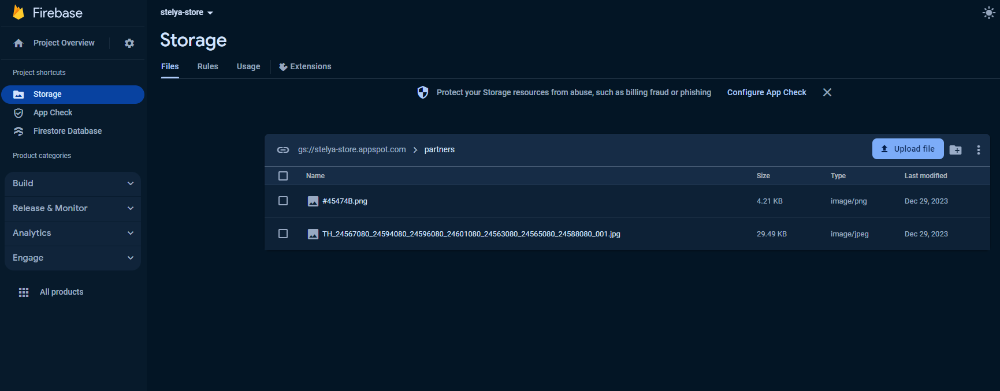 Firebase
stelya-store
Project Overview
Storage
Files Rules Usage Extensions
Project shortcuts
Protect your Storage resources from abuse, such as billing fraud or phishing Configure App Check
Storage
App Check
Firestore Database
Product categories
gs://stelya-store.appspot.com > partners
Upload file
Name Size Type Last modified
Build
#45474B.png 4.21 KB image/png Dec 29, 2023
Release & Monitor
TH_24567080_24594080_24596080_24601080_24563080_24565080_24588080_001.jpg 29.49 KB image/jpeg Dec 29, 2023
Analytics
Engage
All products